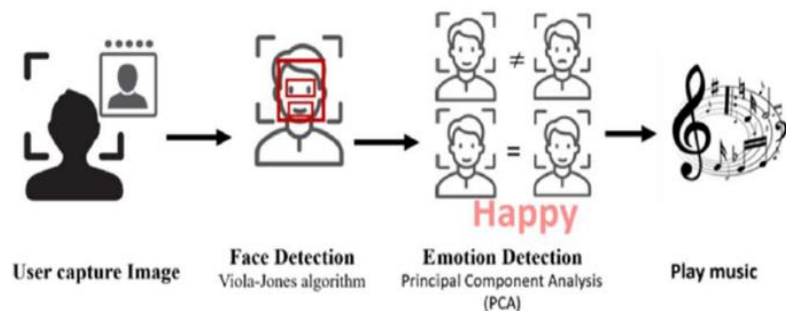 ≠
=
Happy
User capture Image
Face Detection
Viola-Jones algorithm
Emotion Detection
Principal Component Analysis
(PCA)
Play music